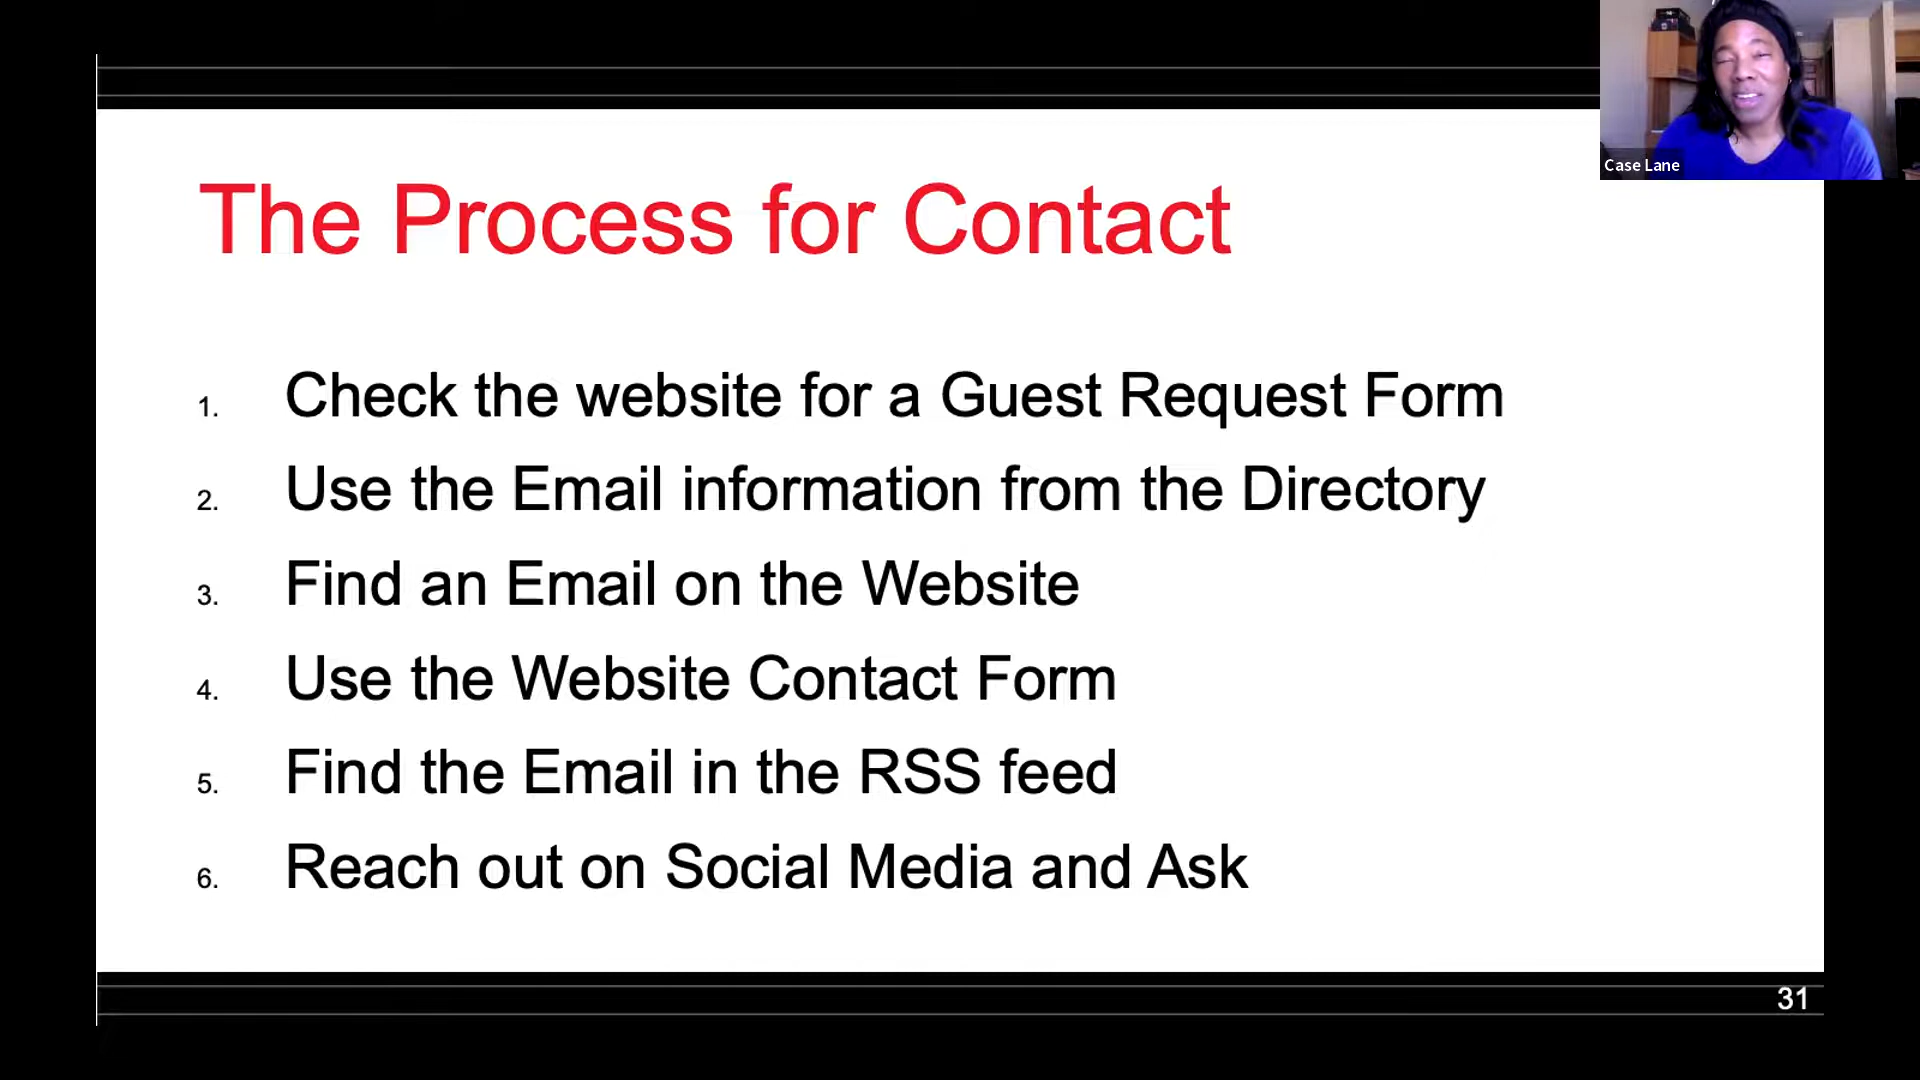 Case Lane
The Process for Contact
1. Check the website for a Guest Request Form
2. Use the Email information from the Directory
3. Find an Email on the Website
4. Use the Website Contact Form
5. Find the Email in the RSS feed
6. Reach out on Social Media and Ask
31